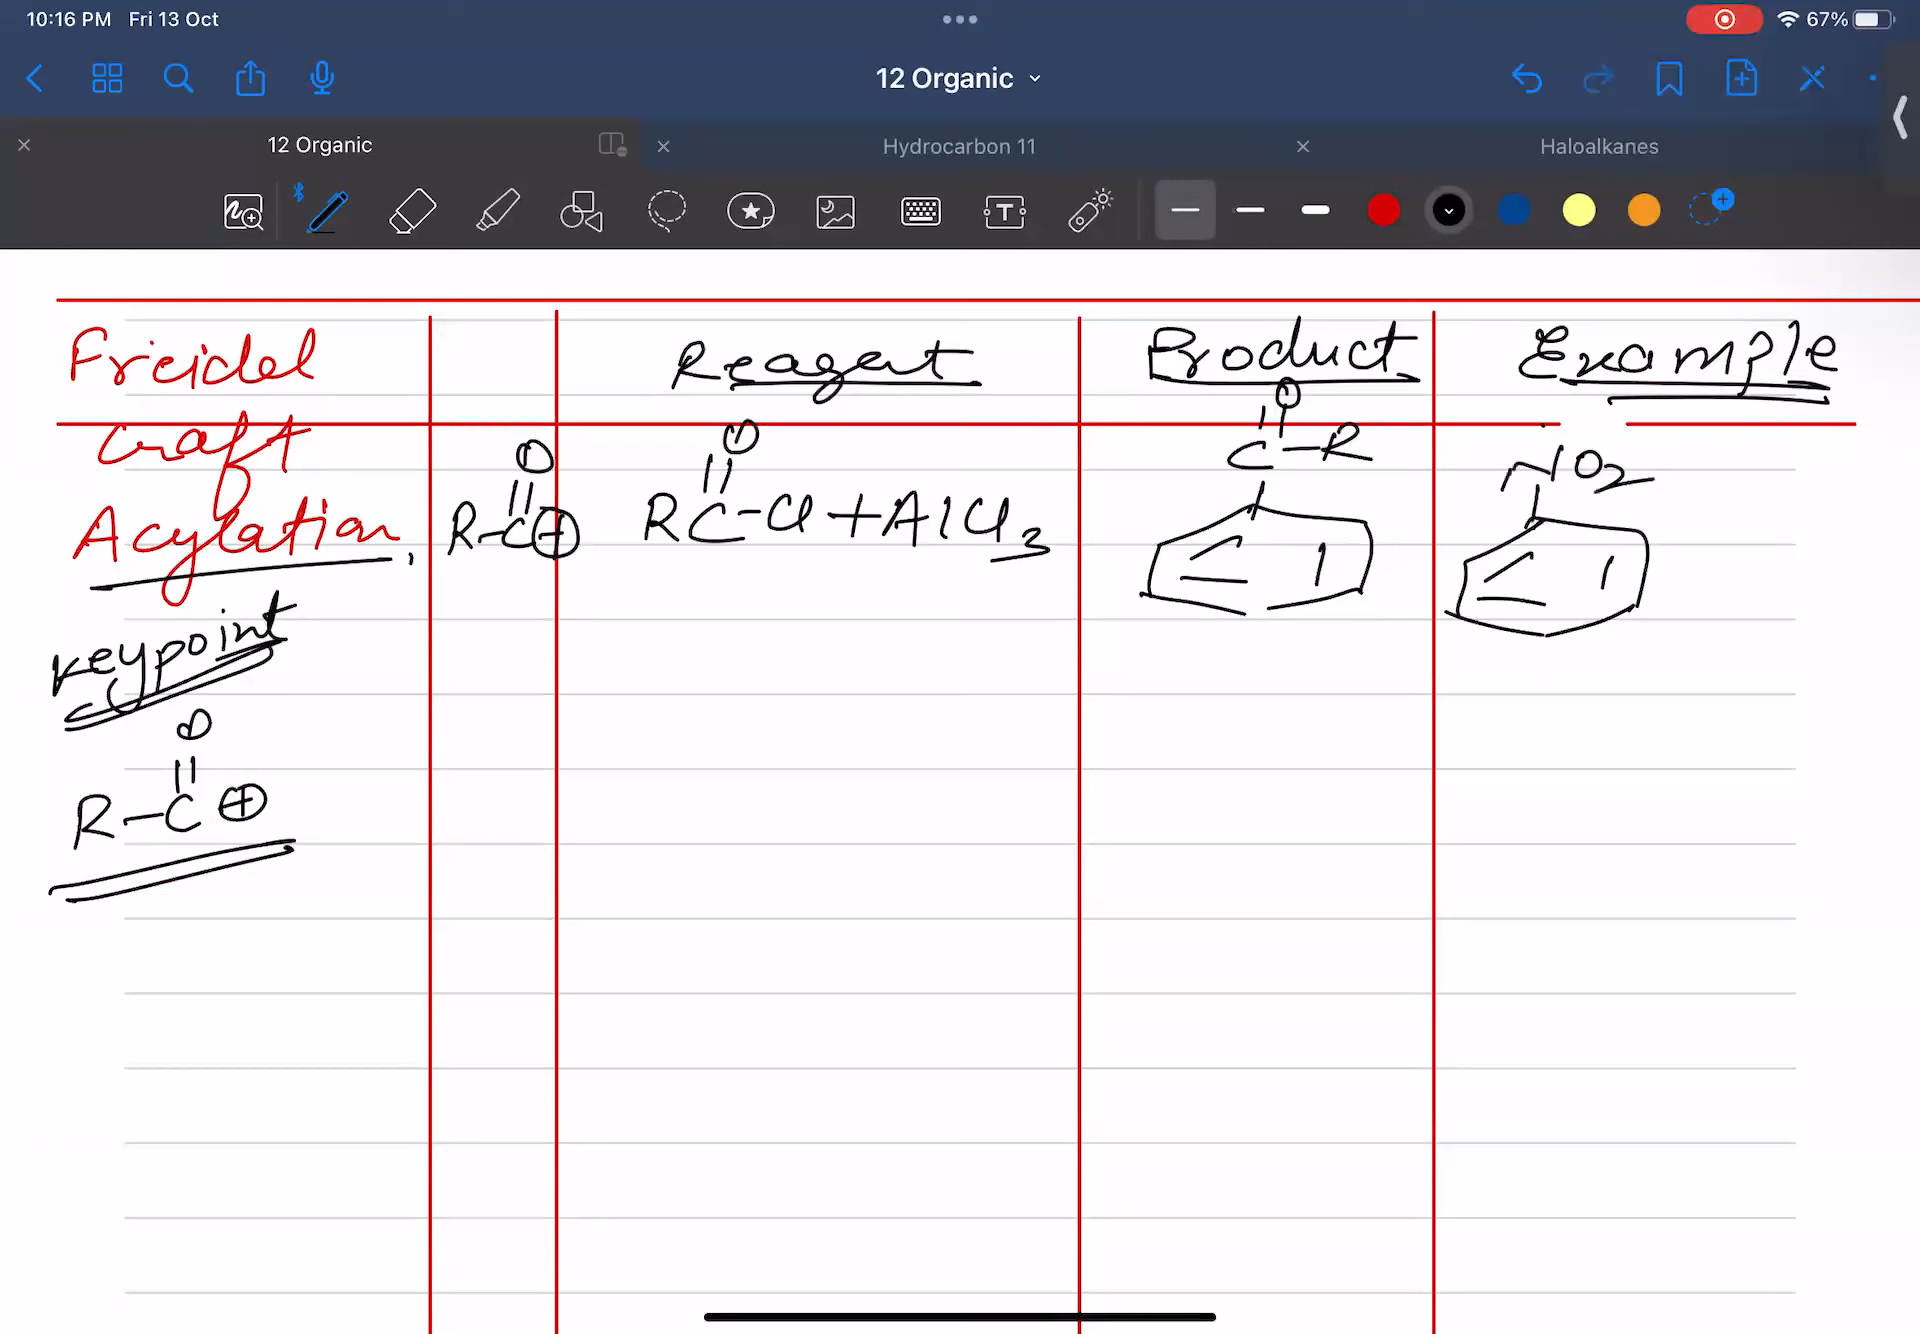 10:16 PM Fri 13 Oct
67%
12 Organic
12 Organic
Hydrocarbon 11
Haloalkanes
T
Freidel
Craft
Acylation,
Reagent
Product
Example
O
R-C⊕
O
RC-Cl+AlCl3
O
C-R
NO2
Keypoint
O
R-C⊕